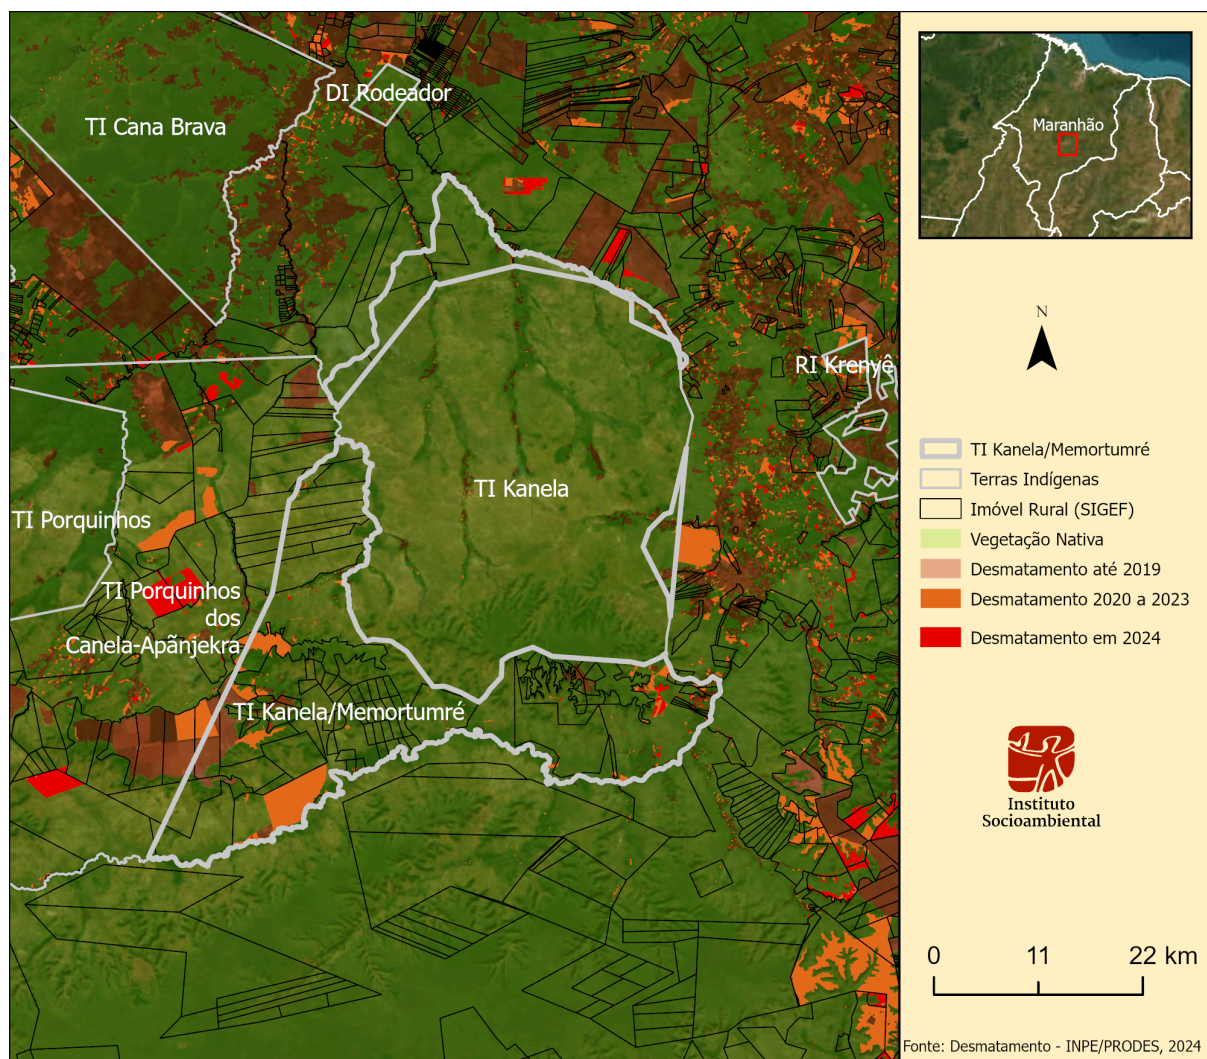 TI Cana Brava
DI Rodeador
TI Kanela
RI Krenyê
TI Porquinhos
TI Porquinhos
dos
Canela-Apãnjekra
TI Kanela/Memortumré
Maranhão
N
TI Kanela/Memortumré
Terras Indígenas
Imóvel Rural (SIGEF)
Vegetação Nativa
Desmatamento até 2019
Desmatamento 2020 a 2023
Desmatamento em 2024
Instituto
Socioambiental
0 11 22 km
Fonte: Desmatamento - INPE/PRODES, 2024